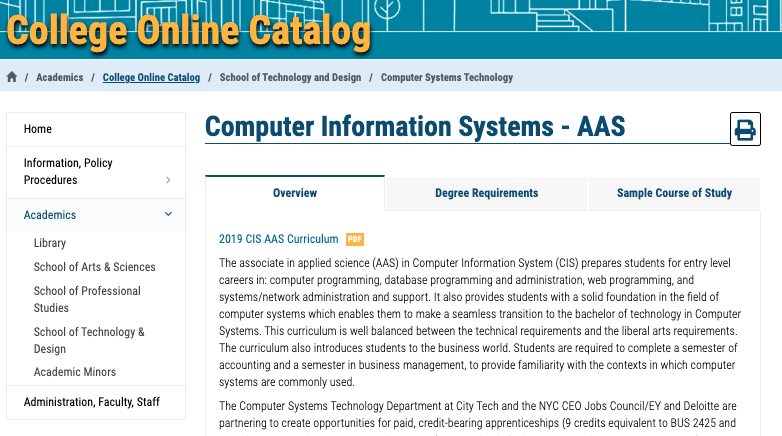 College Online Catalog
/ Academics / College Online Catalog / School of Technology and Design / Computer Systems Technology
Home
Information, Policy
Procedures
Academics
Library
School of Arts & Sciences
School of Professional
Studies
School of Technology &
Design
Academic Minors
Administration, Faculty, Staff
Computer Information Systems - AAS
Overview
Degree Requirements
Sample Course of Study
2019 CIS AAS Curriculum PDF
The associate in applied science (AAS) in Computer Information System (CIS) prepares students for entry level
careers in: computer programming, database programming and administration, web programming, and
systems/network administration and support. It also provides students with a solid foundation in the field of
computer systems which enables them to make a seamless transition to the bachelor of technology in Computer
Systems. This curriculum is well balanced between the technical requirements and the liberal arts requirements.
The curriculum also introduces students to the business world. Students are required to complete a semester of
accounting and a semester in business management, to provide familiarity with the contexts in which computer
systems are commonly used.
The Computer Systems Technology Department at City Tech and the NYC CEO Jobs Council/EY and Deloitte are
partnering to create opportunities for paid, credit-bearing apprenticeships (9 credits equivalent to BUS 2425 and